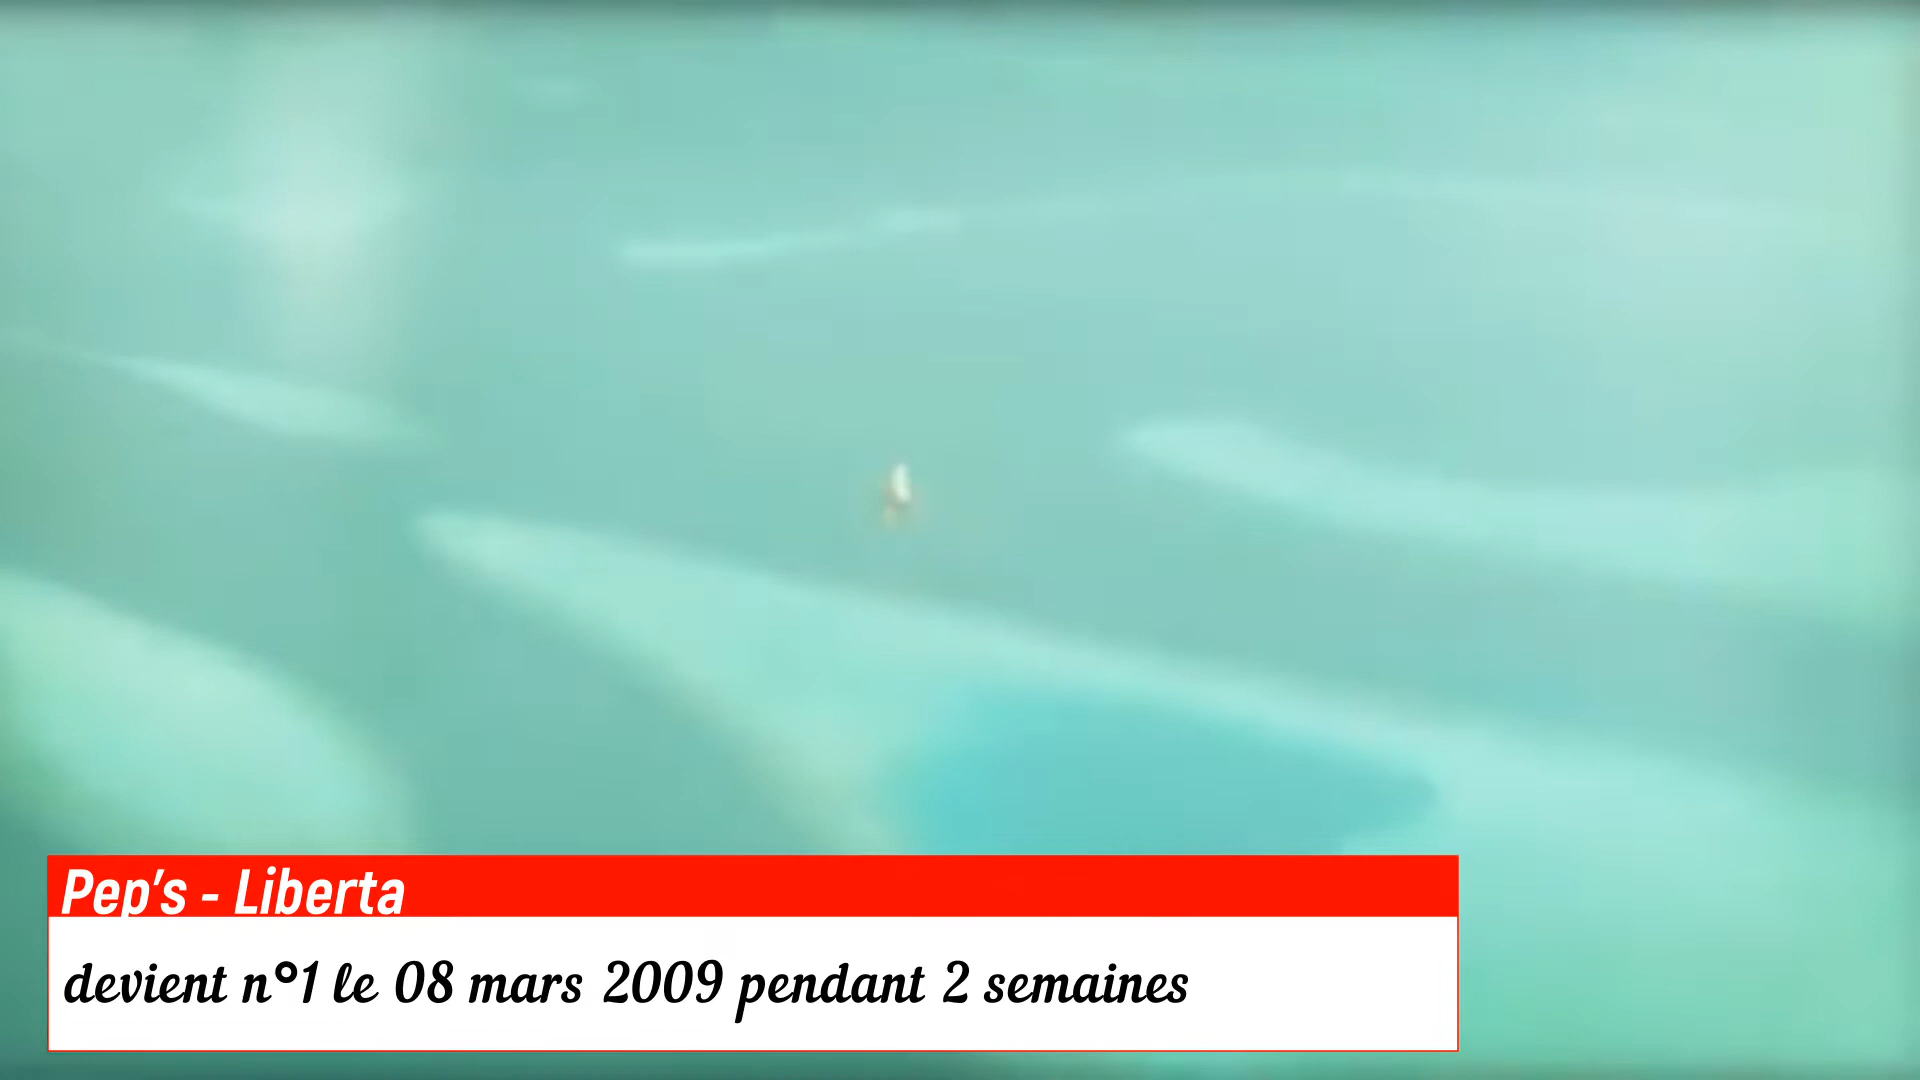 Pep's - Liberta
devient n°1 le 08 mars 2009 pendant 2 semaines